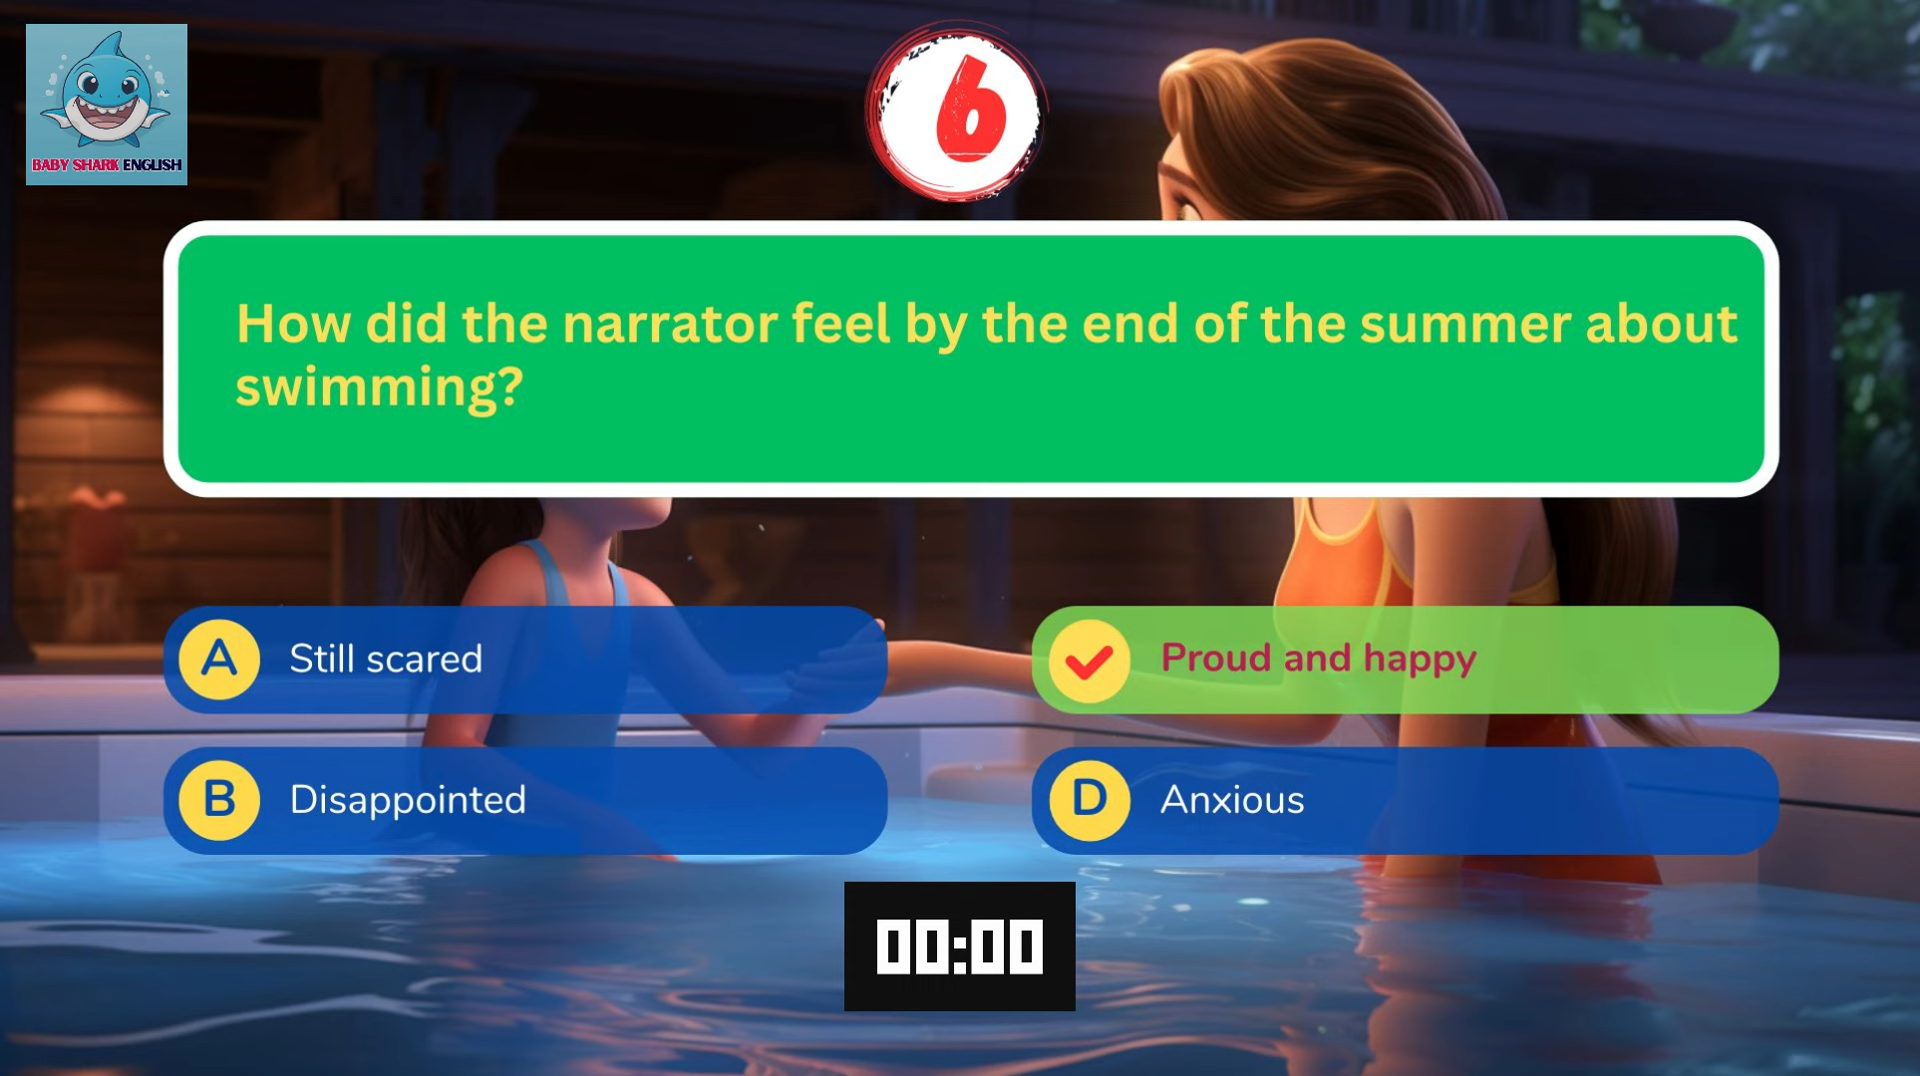 BABY SHARK ENGLISH
6
How did the narrator feel by the end of the summer about
swimming?
A Still scared
Proud and happy
B Disappointed
D Anxious
00:00